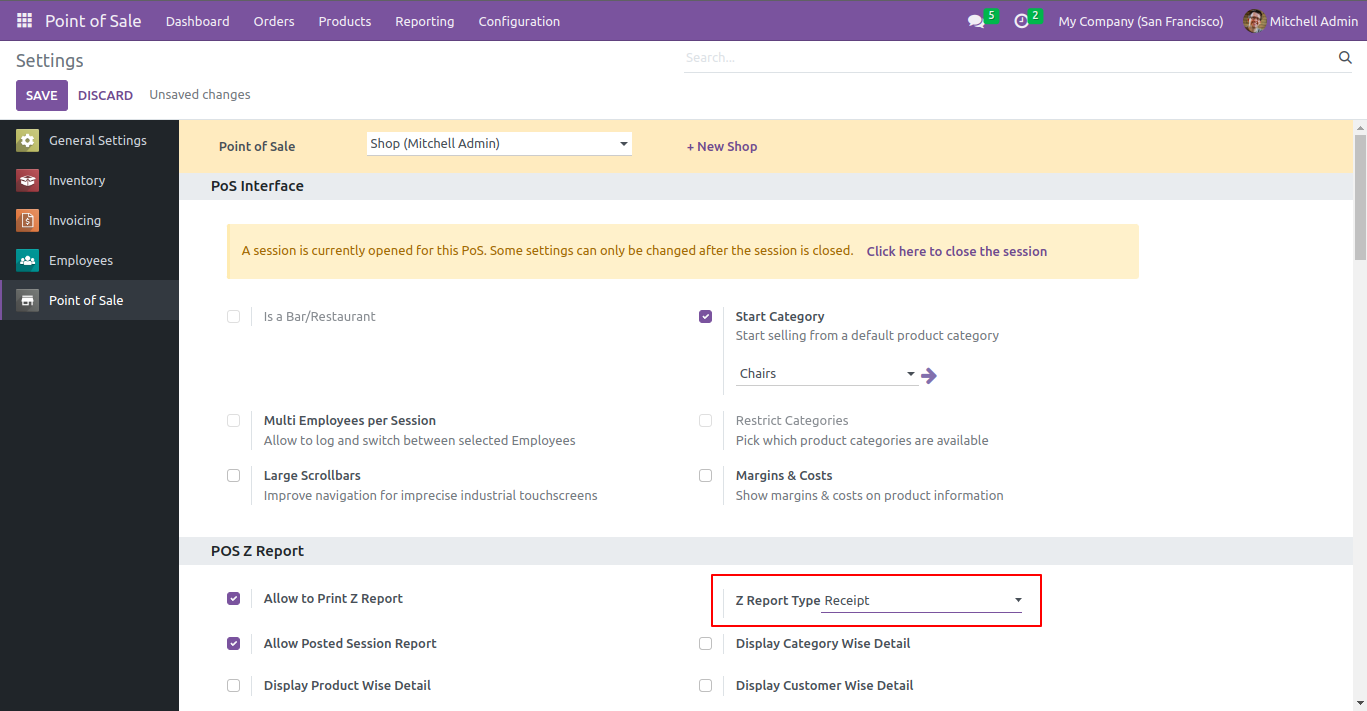 Point of Sale Dashboard Orders Products Reporting Configuration 5 2 My Company (San Francisco) Mitchell Admin
Settings
Search...
SAVE DISCARD Unsaved changes
General Settings
Inventory
Invoicing
Employees
Point of Sale
Point of Sale Shop (Mitchell Admin) + New Shop
PoS Interface
A session is currently opened for this PoS. Some settings can only be changed after the session is closed. Click here to close the session
Is a Bar/Restaurant
Start Category
Start selling from a default product category
Chairs
Multi Employees per Session
Allow to log and switch between selected Employees
Restrict Categories
Pick which product categories are available
Large Scrollbars
Improve navigation for imprecise industrial touchscreens
Margins & Costs
Show margins & costs on product information
POS Z Report
Allow to Print Z Report
Z Report Type Receipt
Allow Posted Session Report
Display Category Wise Detail
Display Product Wise Detail
Display Customer Wise Detail